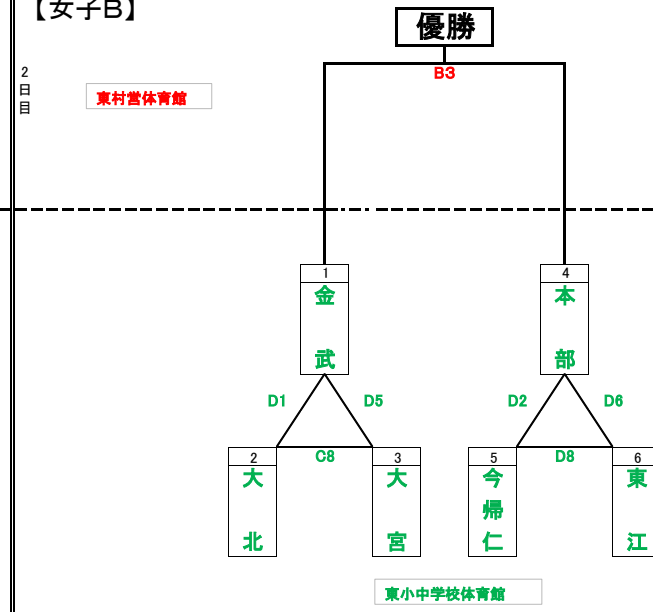 【女子B】
優勝
B3
2日目
東村営体育館
1
金武
4
本部
D1
D5
D2
D6
2
大北
C8
3
大宮
5
今帰仁
D8
6
東江
東小中学校体育館